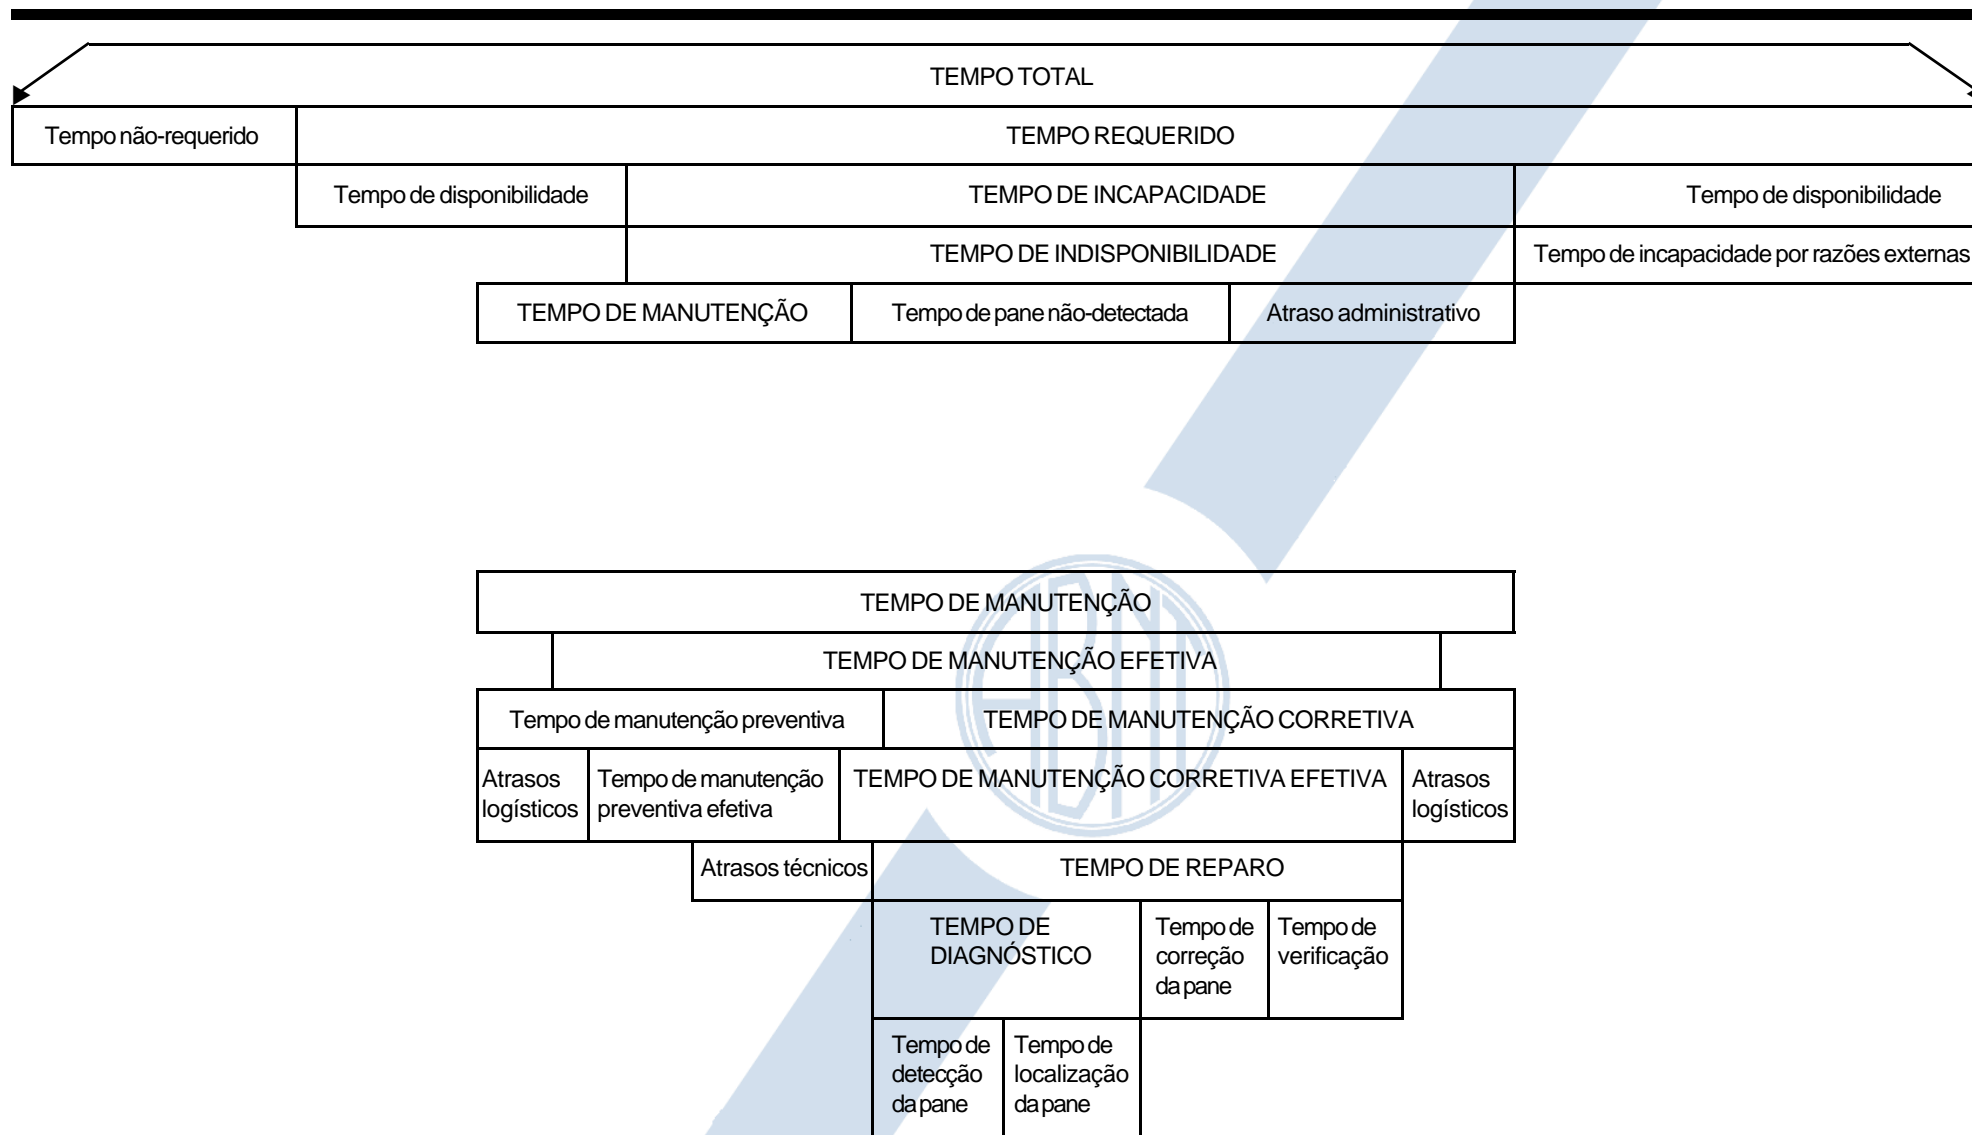 TEMPO TOTAL
Tempo não-requerido
TEMPO REQUERIDO
Tempo de disponibilidade
TEMPO DE INCAPACIDADE
Tempo de disponibilidade
TEMPO DE INDISPONIBILIDADE
Tempo de incapacidade por razões externas
TEMPO DE MANUTENÇÃO
Tempo de pane não-detectada
Atraso administrativo
TEMPO DE MANUTENÇÃO
TEMPO DE MANUTENÇÃO EFETIVA
Tempo de manutenção preventiva
TEMPO DE MANUTENÇÃO CORRETIVA
Atrasos
logísticos
Tempo de manutenção
preventiva efetiva
TEMPO DE MANUTENÇÃO CORRETIVA EFETIVA
Atrasos
logísticos
Atrasos técnicos
TEMPO DE REPARO
TEMPO DE
DIAGNÓSTICO
Tempo de
correção
da pane
Tempo de
verificação
Tempo de
detecção
da pane
Tempo de
localização
da pane
ABNT